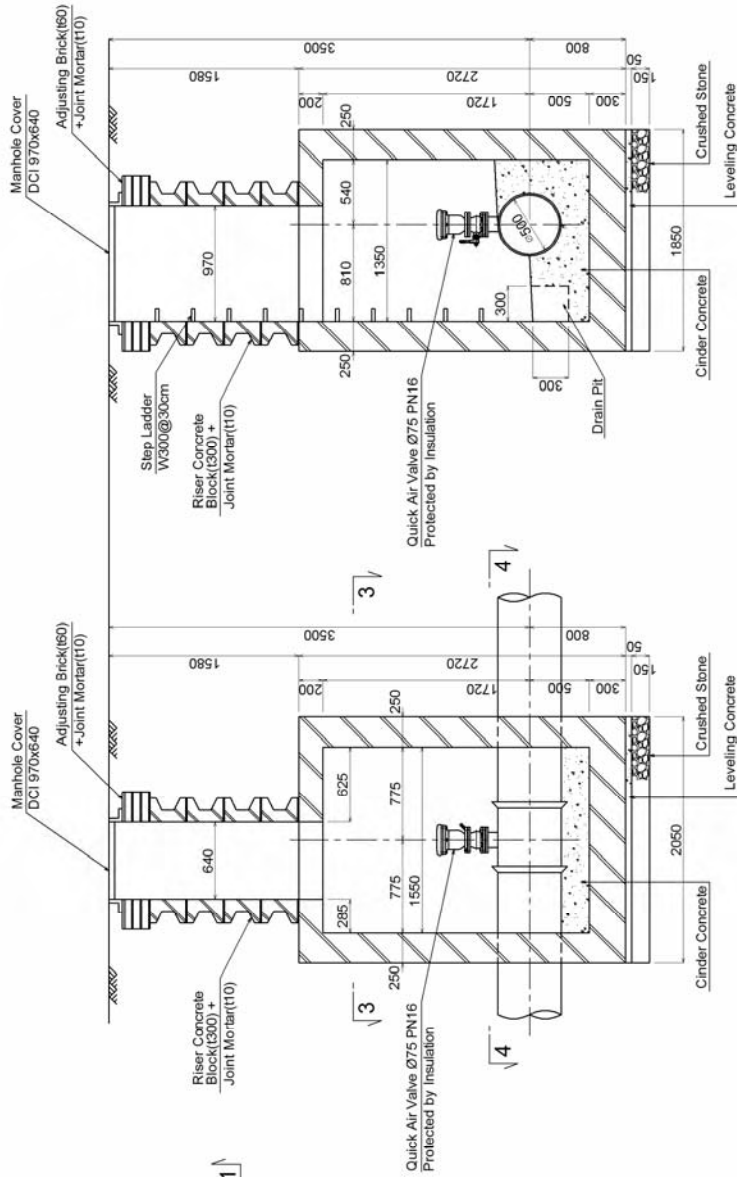 Manhole Cover
DCI 970x640
Adjusting Brick(t60)
+Joint Mortar(t10)
Riser Concrete
Block(t300) +
Joint Mortar(t10)
1
3
3
4
4
Quick Air Valve Ø75 PN16
Protected by Insulation
640
285
625
775
775
1550
250
250
2050
1580
200
3500
2720
1720
500
300
800
50
150
Cinder Concrete
Crushed Stone
Leveling Concrete
Manhole Cover
DCI 970x640
Adjusting Brick(t60)
+Joint Mortar(t10)
Step Ladder
W300@30cm
Riser Concrete
Block(t300) +
Joint Mortar(t10)
Quick Air Valve Ø75 PN16
Protected by Insulation
970
810
540
1350
250
250
300
300
ø500
Drain Pit
1850
1580
200
3500
2720
1720
500
300
800
50
150
Cinder Concrete
Crushed Stone
Leveling Concrete